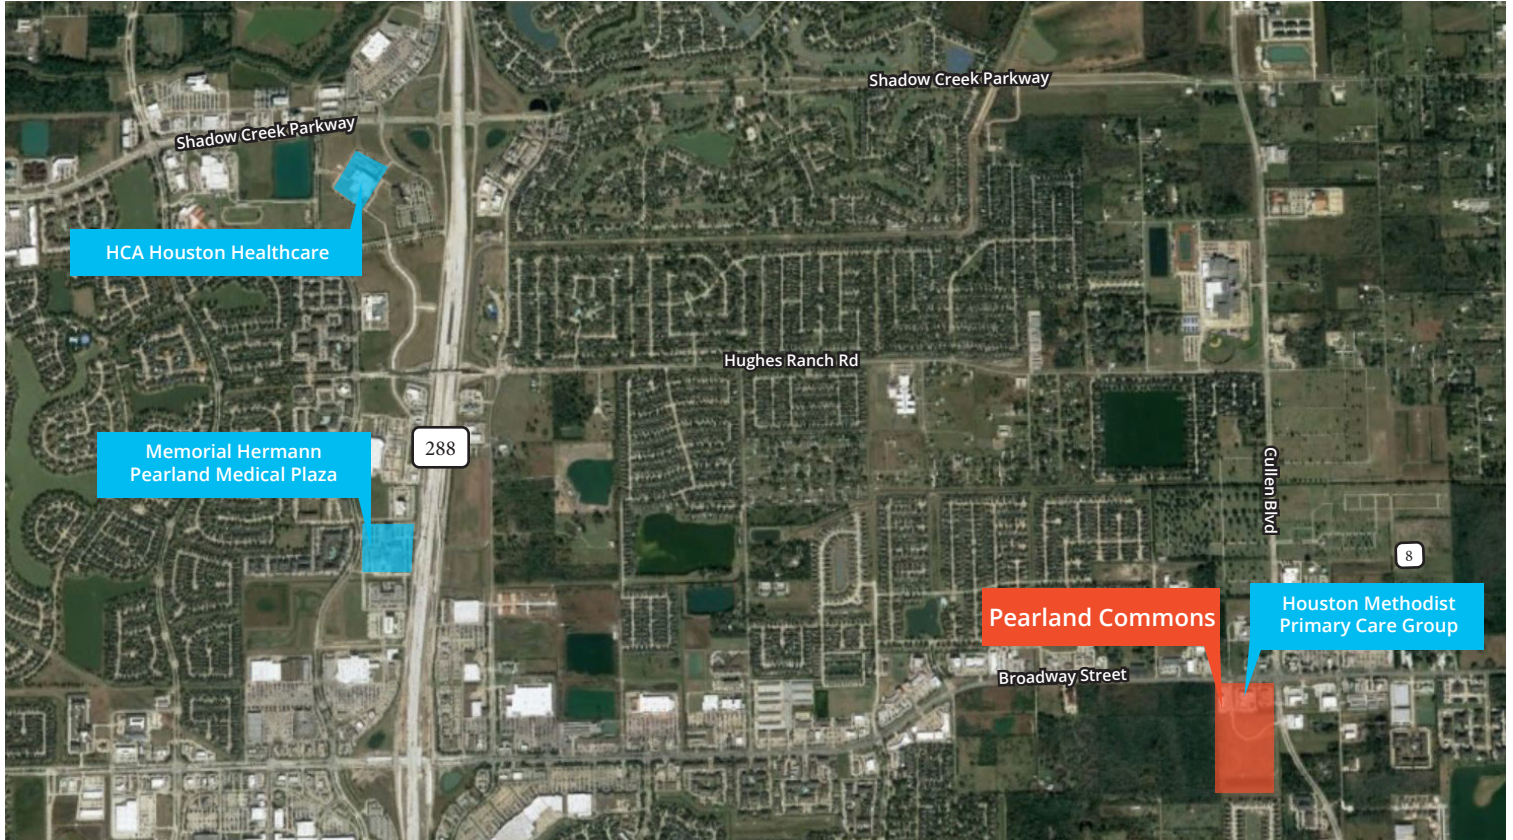 Shadow Creek Parkway
Shadow Creek Parkway
HCA Houston Healthcare
Hughes Ranch Rd
288
Memorial Hermann
Pearland Medical Plaza
Cullen Blvd
8
Pearland Commons
Houston Methodist
Primary Care Group
Broadway Street